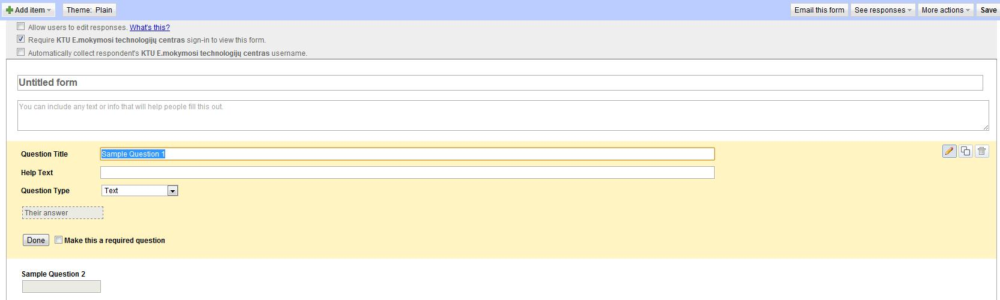 Add item Theme: Plain Email this form See responses More actions Save
Allow users to edit responses. What's this?
Require KTU E.mokymosi technologijų centras sign-in to view this form.
Automatically collect respondent's KTU E.mokymosi technologijų centras username.
Untitled form
You can include any text or info that will help people fill this out.
Question Title Sample Question 1
Help Text
Question Type Text
Their answer
Done Make this a required question
Sample Question 2